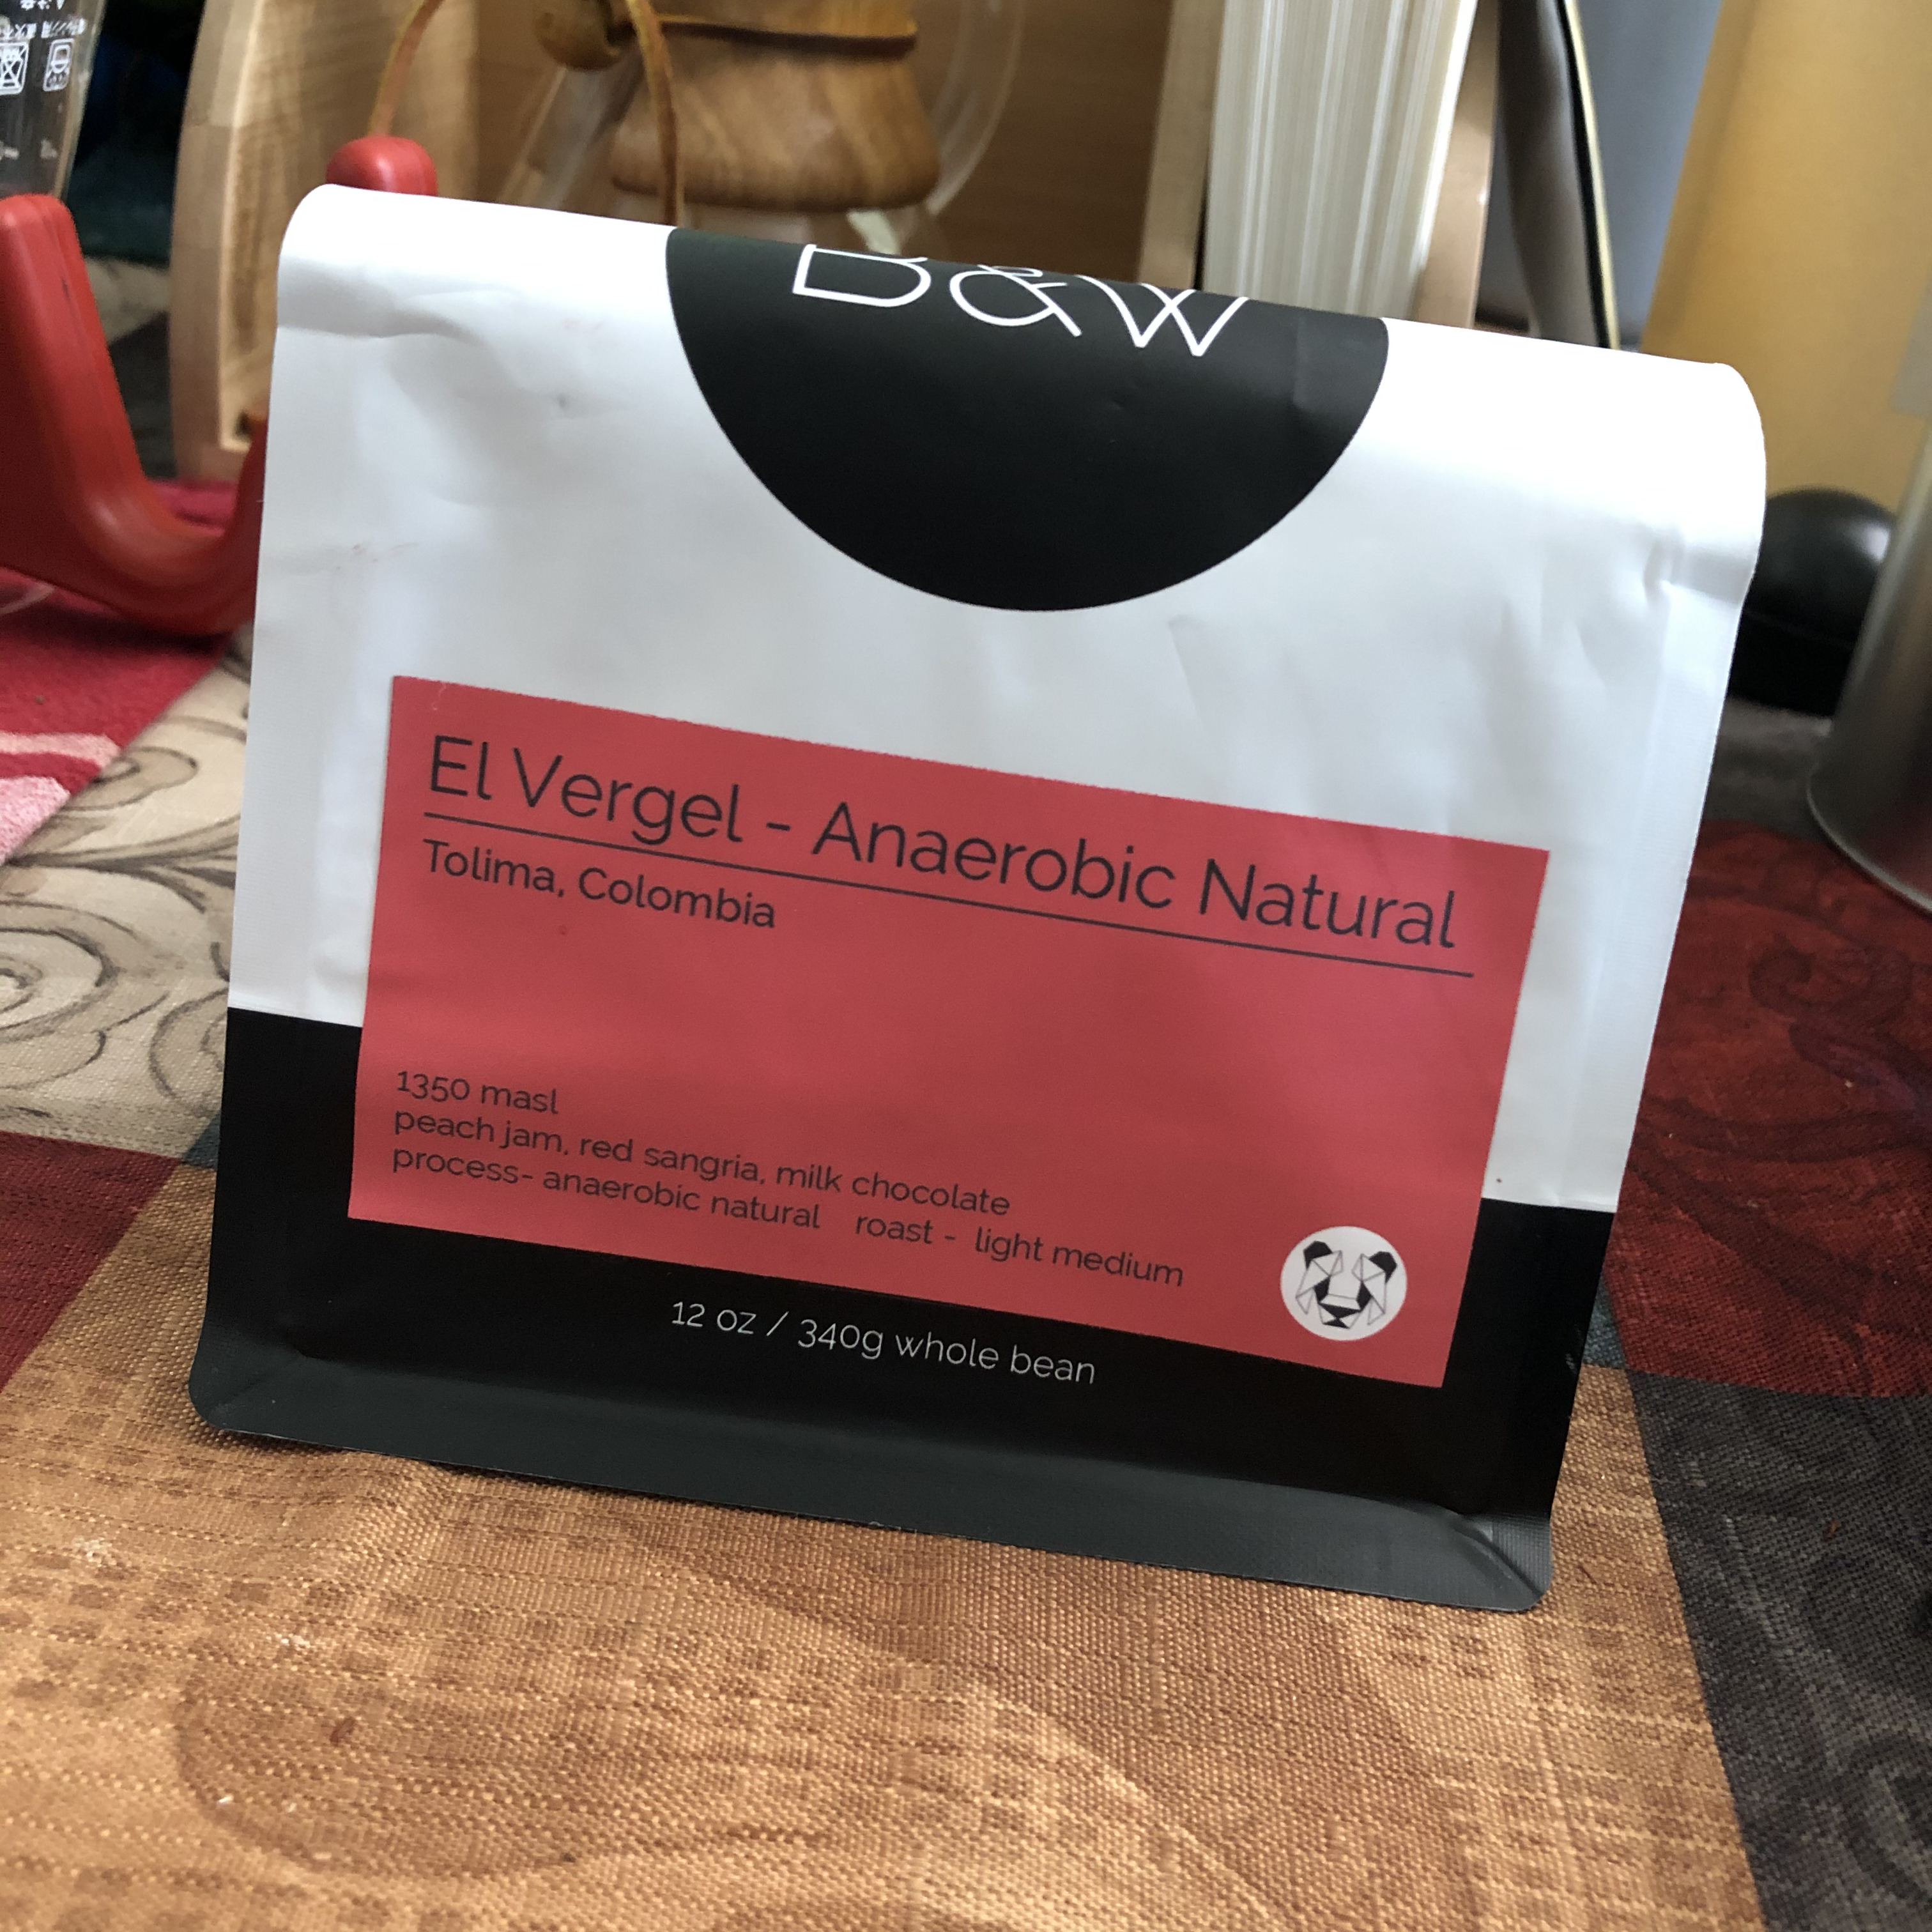 B&W
El Vergel - Anaerobic Natural
Tolima, Colombia
1350 masl
peach jam, red sangria, milk chocolate
process- anaerobic natural roast - light medium
12 oz / 340g whole bean